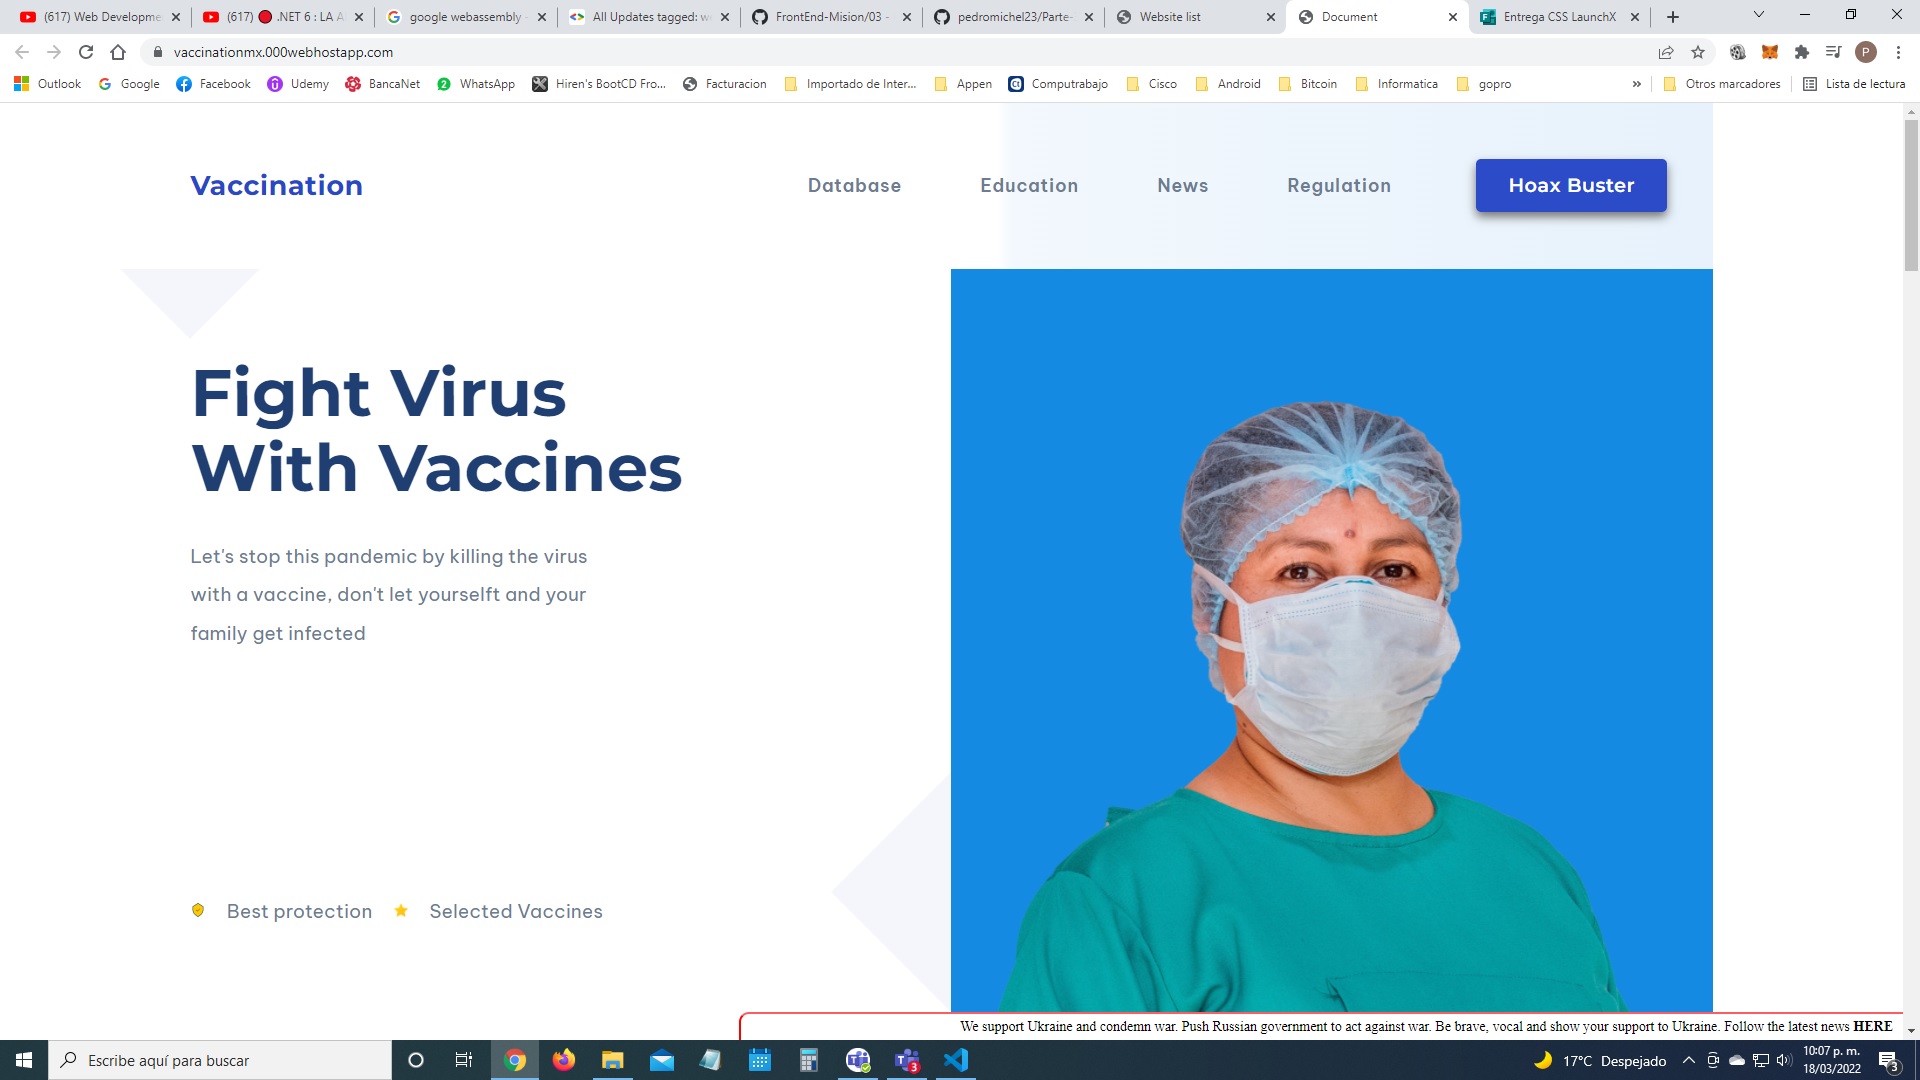 (617) Web Developme
(617) .NET 6 : LA A
google webassembly
All Updates tagged: w
FrontEnd-Mision/03 -
pedromichel23/Parte-
Website list
Document
Entrega CSS LaunchX
vaccinationmx.000webhostapp.com
P
Outlook
Google
Facebook
Udemy
BancaNet
WhatsApp
Hiren's BootCD Fro...
Facturacion
Importado de Inter...
Appen
Computrabajo
Cisco
Android
Bitcoin
Informatica
gopro
»
Otros marcadores
Lista de lectura
Vaccination
Database
Education
News
Regulation
Hoax Buster
Fight Virus
With Vaccines
Let's stop this pandemic by killing the virus
with a vaccine, don't let yourselft and your
family get infected
Best protection
Selected Vaccines
We support Ukraine and condemn war. Push Russian government to act against war. Be brave, vocal and show your support to Ukraine. Follow the latest news HERE
Escribe aquí para buscar
3
17°C Despejado
10:07 p. m.
18/03/2022
3